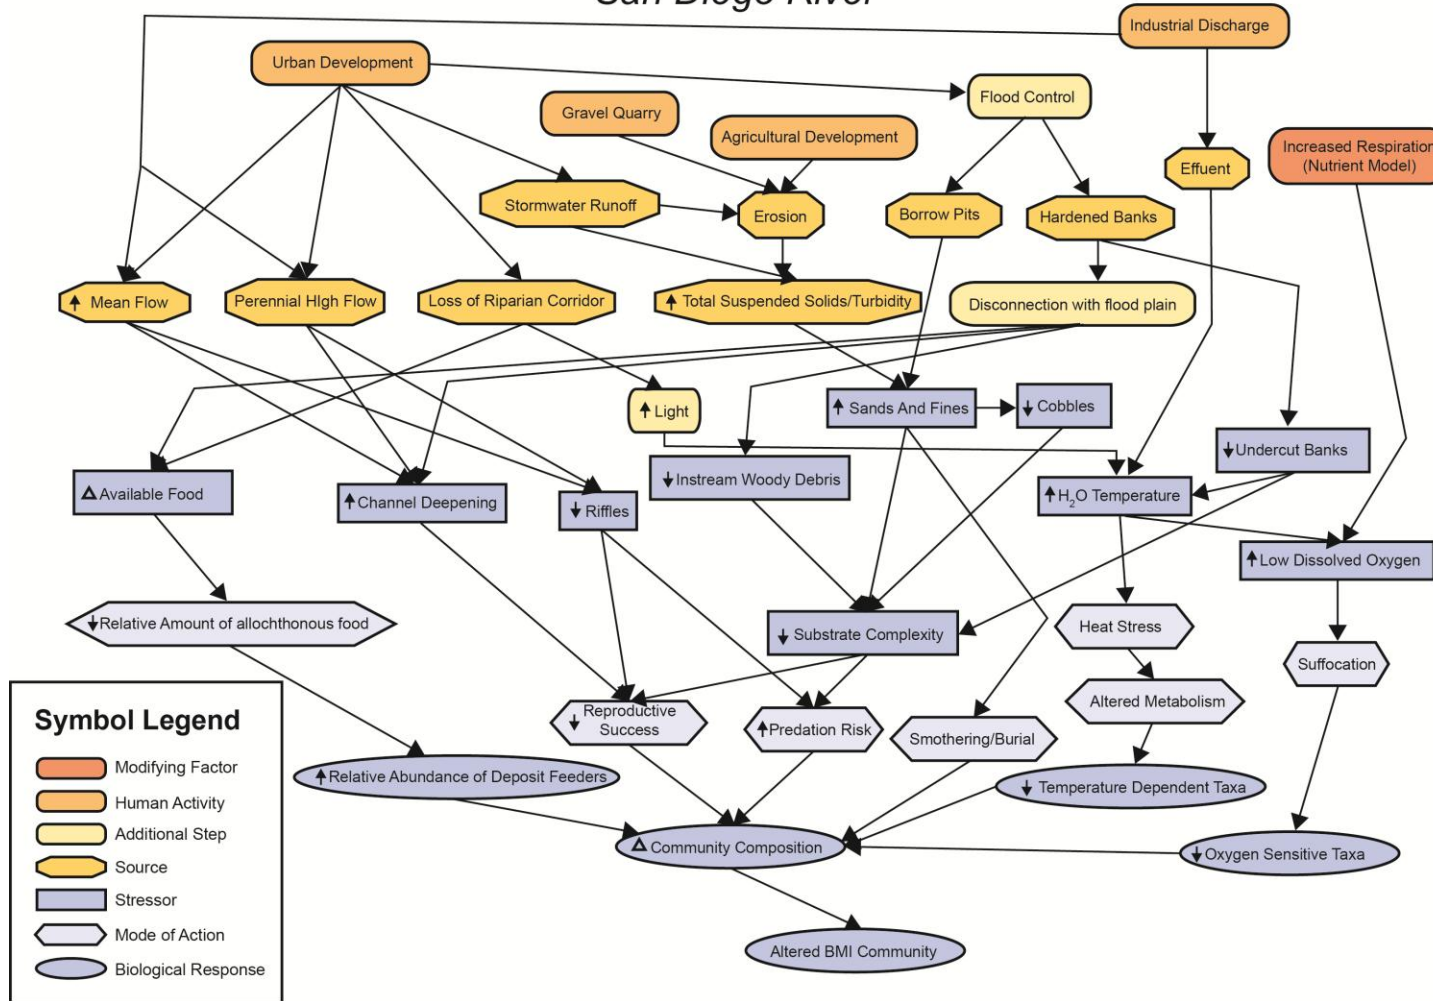 San Diego River
Industrial Discharge
Urban Development
Flood Control
Gravel Quarry
Agricultural Development
Increased Respiration
(Nutrient Model)
Effuent
Stormwater Runoff
Erosion
Borrow Pits
Hardened Banks
Mean Flow
Perennial HIgh Flow
Loss of Riparian Corridor
Total Suspended Solids/Turbidity
Disconnection with flood plain
Light
Sands And Fines
Cobbles
Undercut Banks
Available Food
Channel Deepening
Riffles
Instream Woody Debris
H₂O Temperature
Low Dissolved Oxygen
Relative Amount of allochthonous food
Substrate Complexity
Heat Stress
Suffocation
Altered Metabolism
Reproductive
Success
Predation Risk
Smothering/Burial
Relative Abundance of Deposit Feeders
Temperature Dependent Taxa
Community Composition
Oxygen Sensitive Taxa
Altered BMI Community
Symbol Legend
Modifying Factor
Human Activity
Additional Step
Source
Stressor
Mode of Action
Biological Response